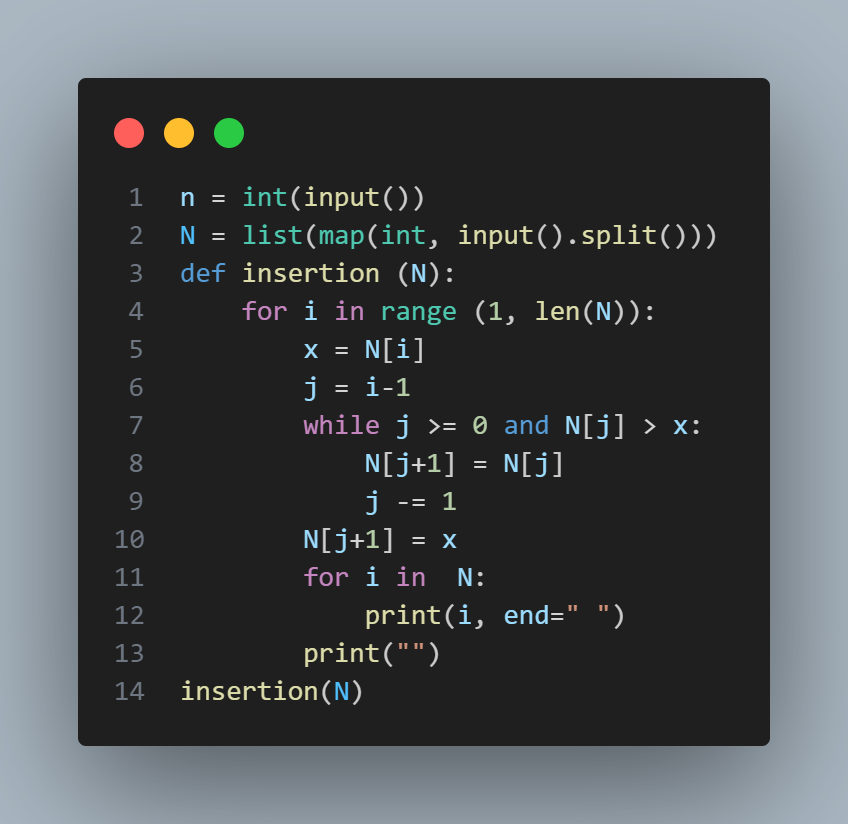 1 n = int(input())
2 N = list(map(int, input().split()))
3 def insertion (N):
4     for i in range (1, len(N)):
5         x = N[i]
6         j = i-1
7         while j >= 0 and N[j] > x:
8             N[j+1] = N[j]
9             j -= 1
10         N[j+1] = x
11         for i in  N:
12             print(i, end=" ")
13         print("")
14 insertion(N)